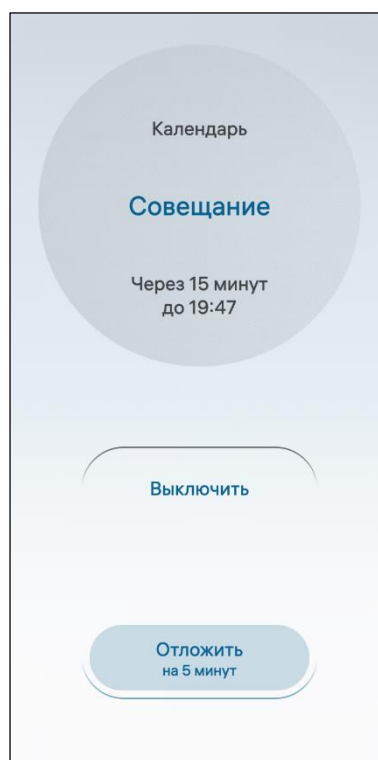 Календарь
Совещание
Через 15 минут
до 19:47
Выключить
Отложить
на 5 минут